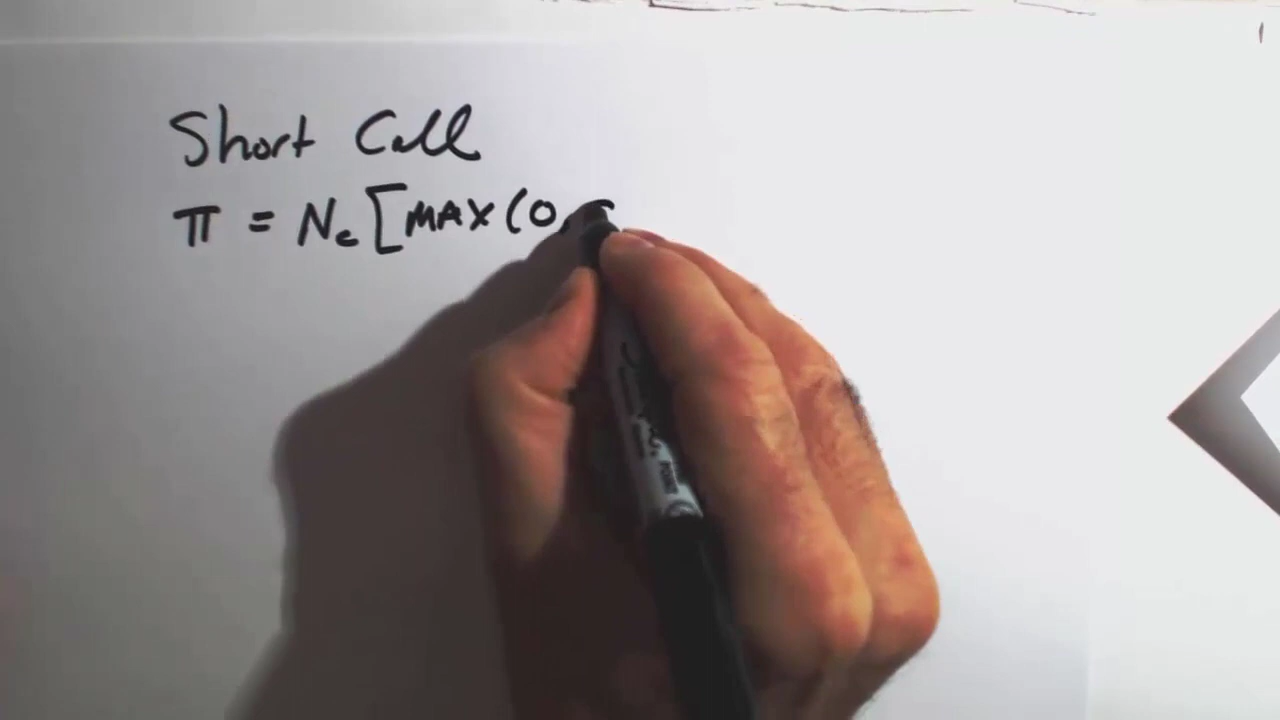 Short Call
π = Nc [MAX(0, S